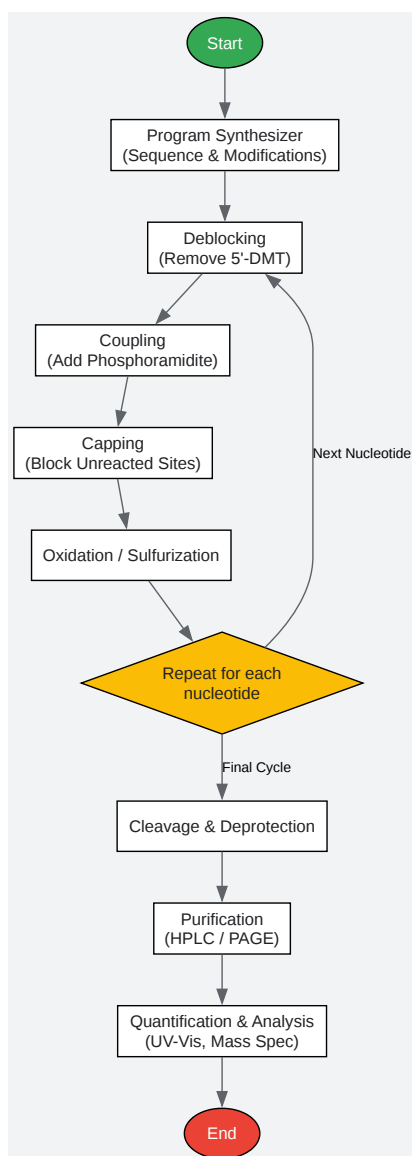 Start
Program Synthesizer
(Sequence & Modifications)
Deblocking
(Remove 5'-DMT)
Coupling
(Add Phosphoramidite)
Capping
(Block Unreacted Sites)
Next Nucleotide
Oxidation / Sulfurization
Repeat for each
nucleotide
Final Cycle
Cleavage & Deprotection
Purification
(HPLC / PAGE)
Quantification & Analysis
(UV-Vis, Mass Spec)
End